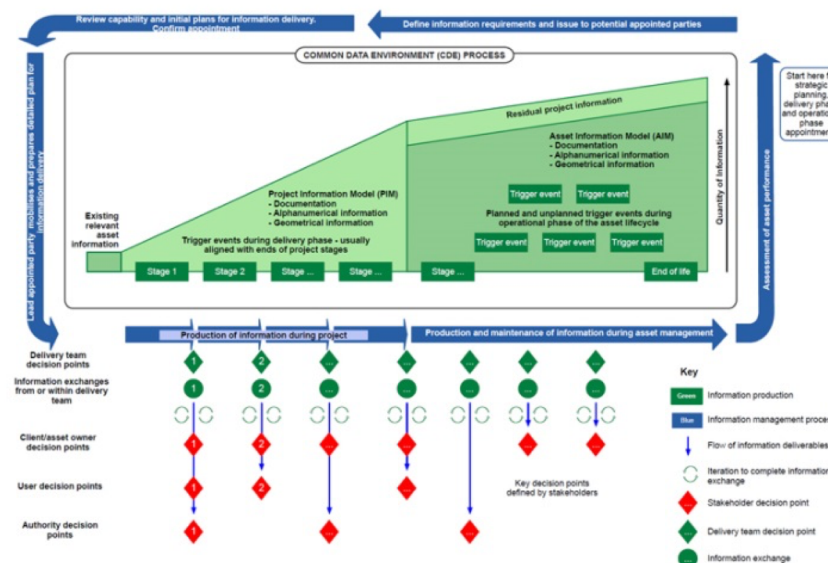 Review capability and initial plans for information delivery.
Confirm appointment
Define information requirements and issue to potential appointed parties
Lead appointed party mobilises and prepares detailed plan for
information delivery
COMMON DATA ENVIRONMENT (CDE) PROCESS
Start here f
strategic
planning,
delivery pha
and operatio
phase
appointmen
Assessment of asset performance
Quantity of Information
Residual project information
Asset Information Model (AIM)
- Documentation
- Alphanumerical information
- Geometrical information
Project Information Model (PIM)
- Documentation
- Alphanumerical information
- Geometrical information
Existing
relevant
asset
information
Trigger events during delivery phase - usually
aligned with ends of project stages
Trigger event
Trigger event
Planned and unplanned trigger events during
operational phase of the asset lifecycle
Trigger event
Trigger event
Trigger event
Stage 1
Stage 2
Stage ...
Stage ...
Stage ...
End of life
Production of information during project
Production and maintenance of information during asset management
Delivery team
decision points
1
2
...
...
...
...
...
Information exchanges
from or within delivery
team
1
2
...
...
...
...
...
Client/asset owner
decision points
1
2
...
...
...
...
User decision points
1
2
...
Key decision points
defined by stakeholders
Authority decision
points
1
...
...
Key
Green
Information production
Blue
Information management proce
Flow of information deliverables
Iteration to complete information
exchange
Stakeholder decision point
Delivery team decision point
...
Information exchange